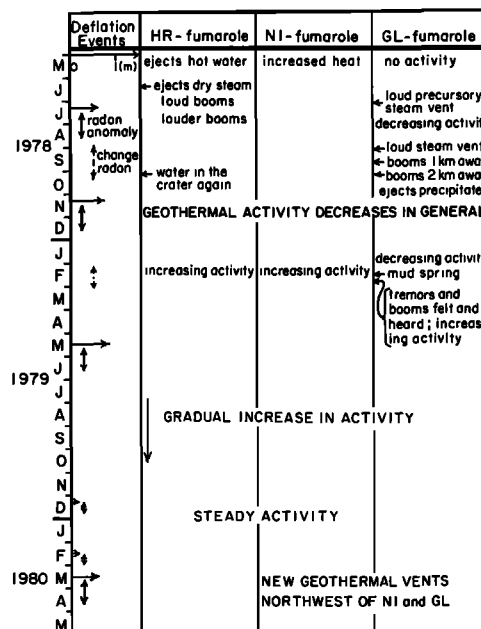 Deflation
Events
HR-fumarole
NI-fumarole
GL-fumarole
0 1(m)
M
ejects hot water
increased heat
no activity
J
ejects dry steam
loud booms
louder booms
loud precursory
steam vent
J
radon
anomaly
decreasing activit
A
1978
change
radon
loud steam vent
S
booms 1 km awa
booms 2 km awa
O
water in the
crater again
ejects precipitate
N
GEOTHERMAL ACTIVITY DECREASES IN GENERAL
D
J
decreasing activit
F
increasing activity
increasing activity
mud spring
M
tremors and
booms felt and
heard; increas
ing activity
A
M
J
1979
J
A
GRADUAL INCREASE IN ACTIVITY
S
O
N
D
STEADY ACTIVITY
J
F
1980
M
NEW GEOTHERMAL VENTS
A
NORTHWEST OF NI and GL
M